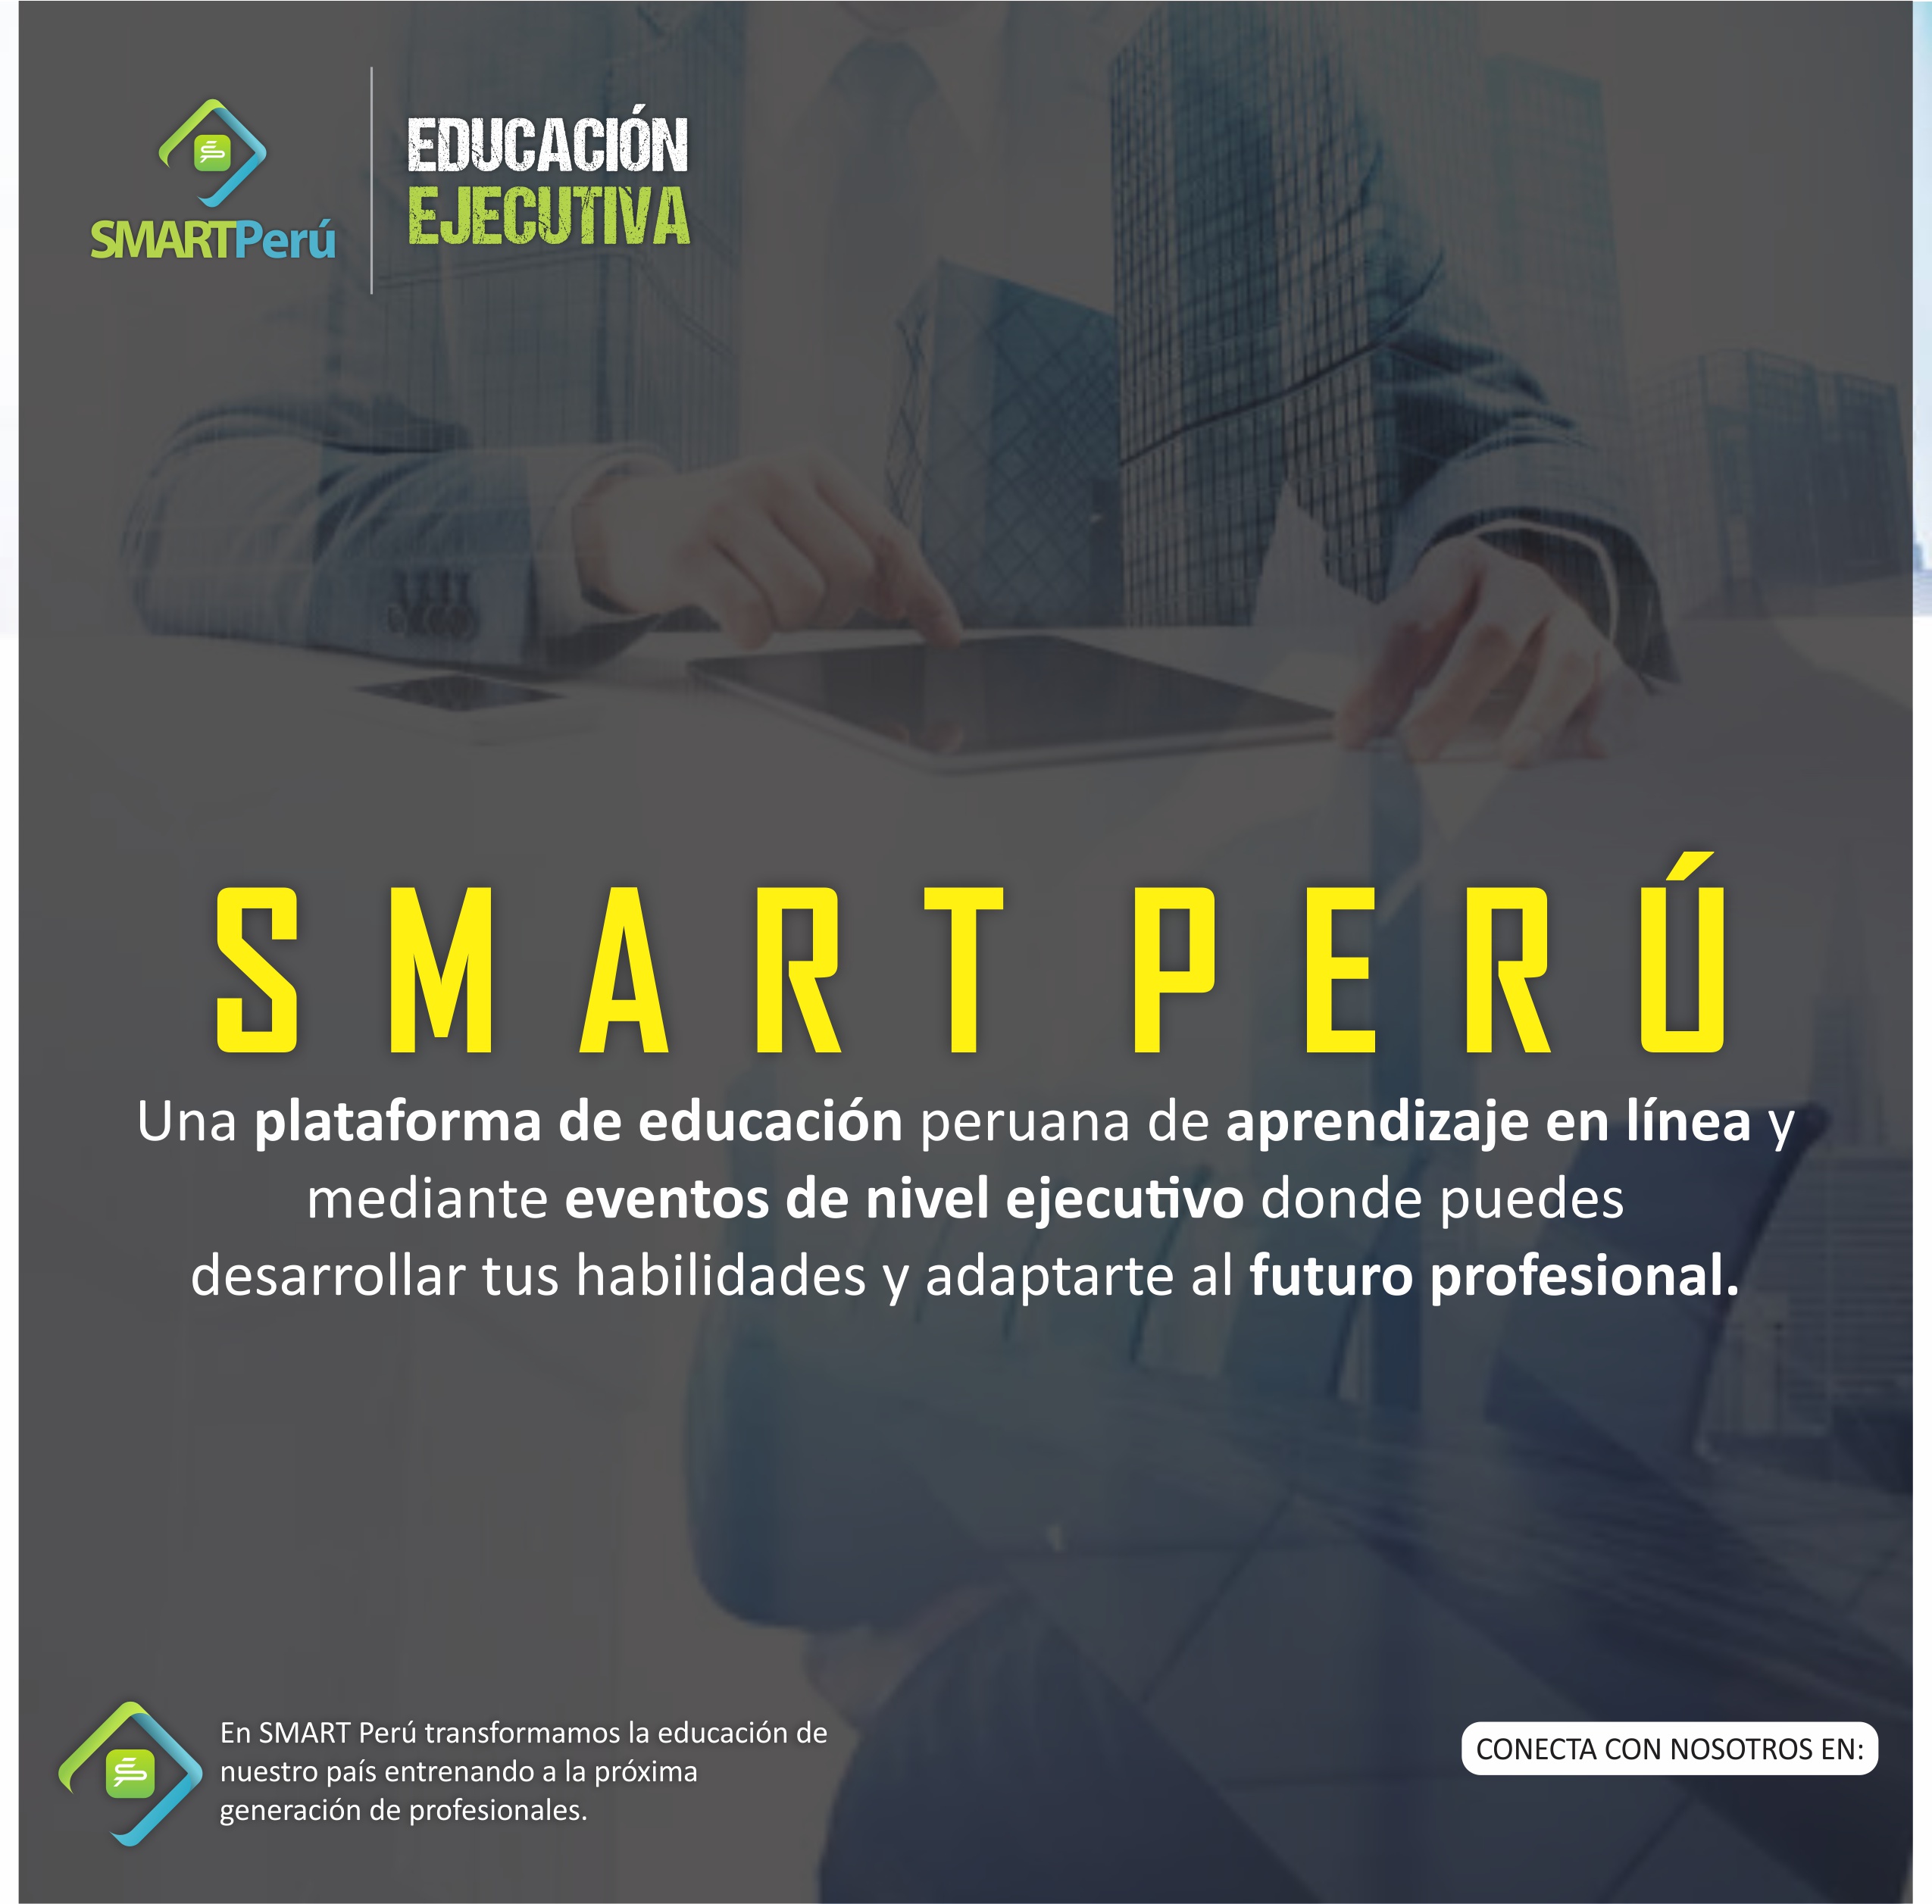 SMARTPerú
EDUCACIÓN
EJECUTIVA
SMART PERÚ
Una plataforma de educación peruana de aprendizaje en línea y
mediante eventos de nivel ejecutivo donde puedes
desarrollar tus habilidades y adaptarte al futuro profesional.
En SMART Perú transformamos la educación de
nuestro país entrenando a la próxima
generación de profesionales.
CONECTA CON NOSOTROS EN: